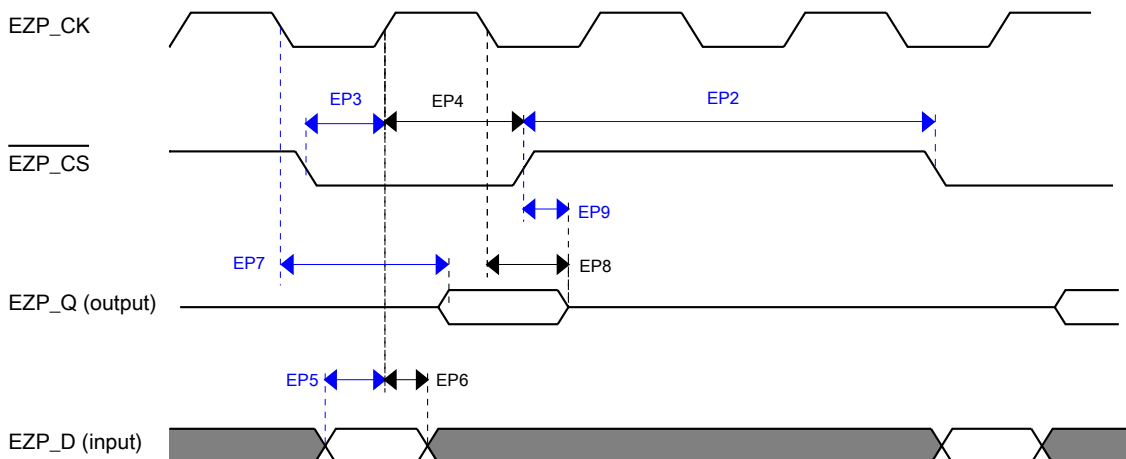 EZP_CK
EP3
EP4
EP2
EZP_CS
EP9
EP7
EP8
EZP_Q (output)
EP5
EP6
EZP_D (input)